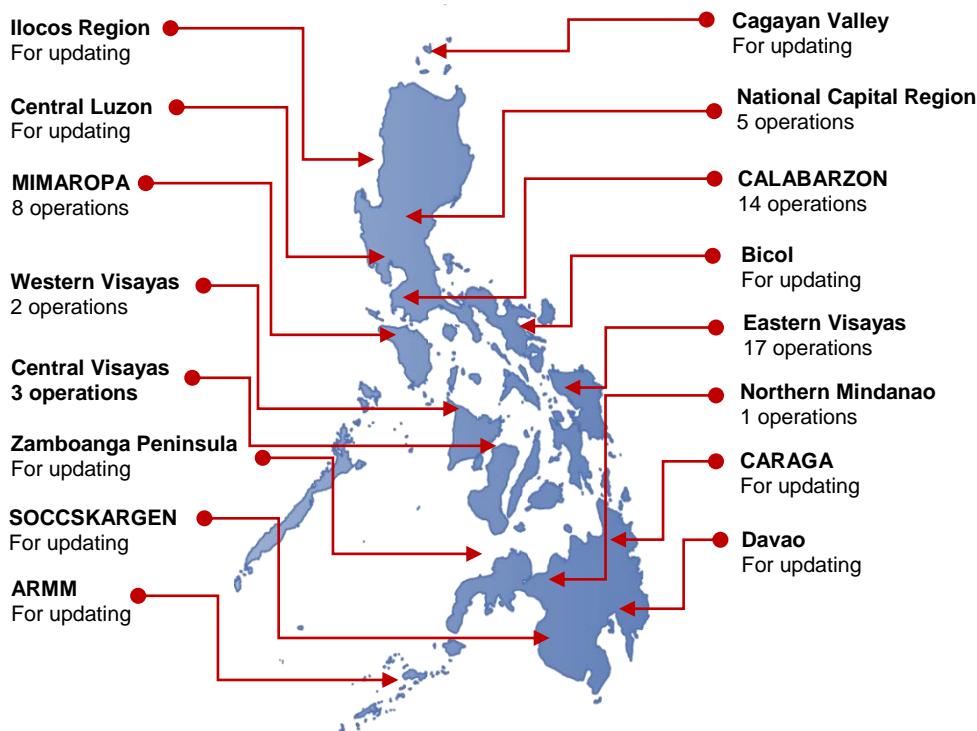 Ilocos Region
For updating
Central Luzon
For updating
MIMAROPA
8 operations
Western Visayas
2 operations
Central Visayas
3 operations
Zamboanga Peninsula
For updating
SOCCSKARGEN
For updating
ARMM
For updating
Cagayan Valley
For updating
National Capital Region
5 operations
CALABARZON
14 operations
Bicol
For updating
Eastern Visayas
17 operations
Northern Mindanao
1 operations
CARAGA
For updating
Davao
For updating